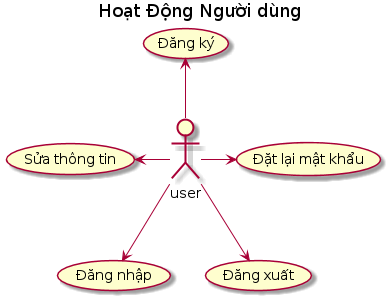 Hoạt Động Người dùng
Đăng ký
Sửa thông tin
Đặt lại mật khẩu
user
Đăng nhập
Đăng xuất